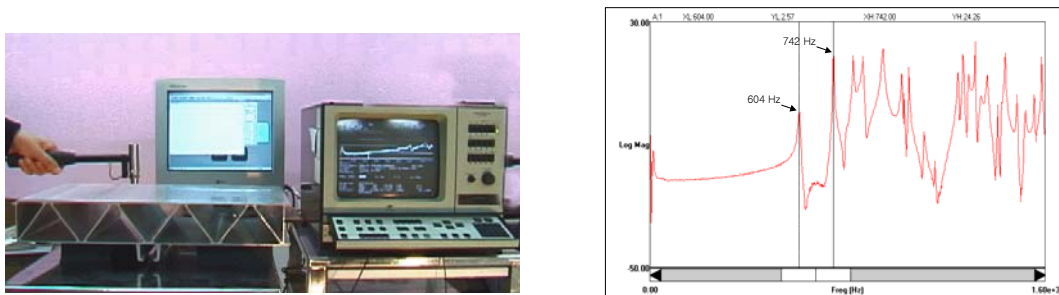 A:1 XL:604.00 YL:2.57 XH:742.00 YH:24.26
30.00
742 Hz
604 Hz
Log Mag
-50.00
0.00 Freq [Hz] 1.60e+3